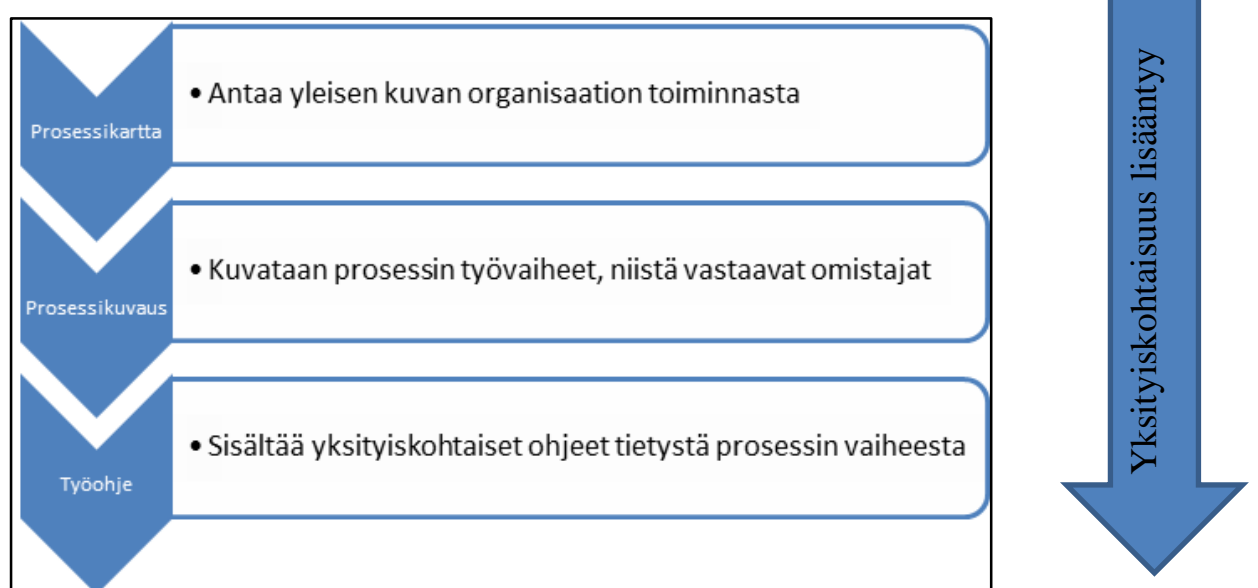 Prosessikartta
• Antaa yleisen kuvan organisaation toiminnasta
Prosessikuvaus
• Kuvataan prosessin työvaiheet, niistä vastaavat omistajat
Työohje
• Sisältää yksityiskohtaiset ohjeet tietystä prosessin vaiheesta
Yksityiskohtaisuus lisääntyy